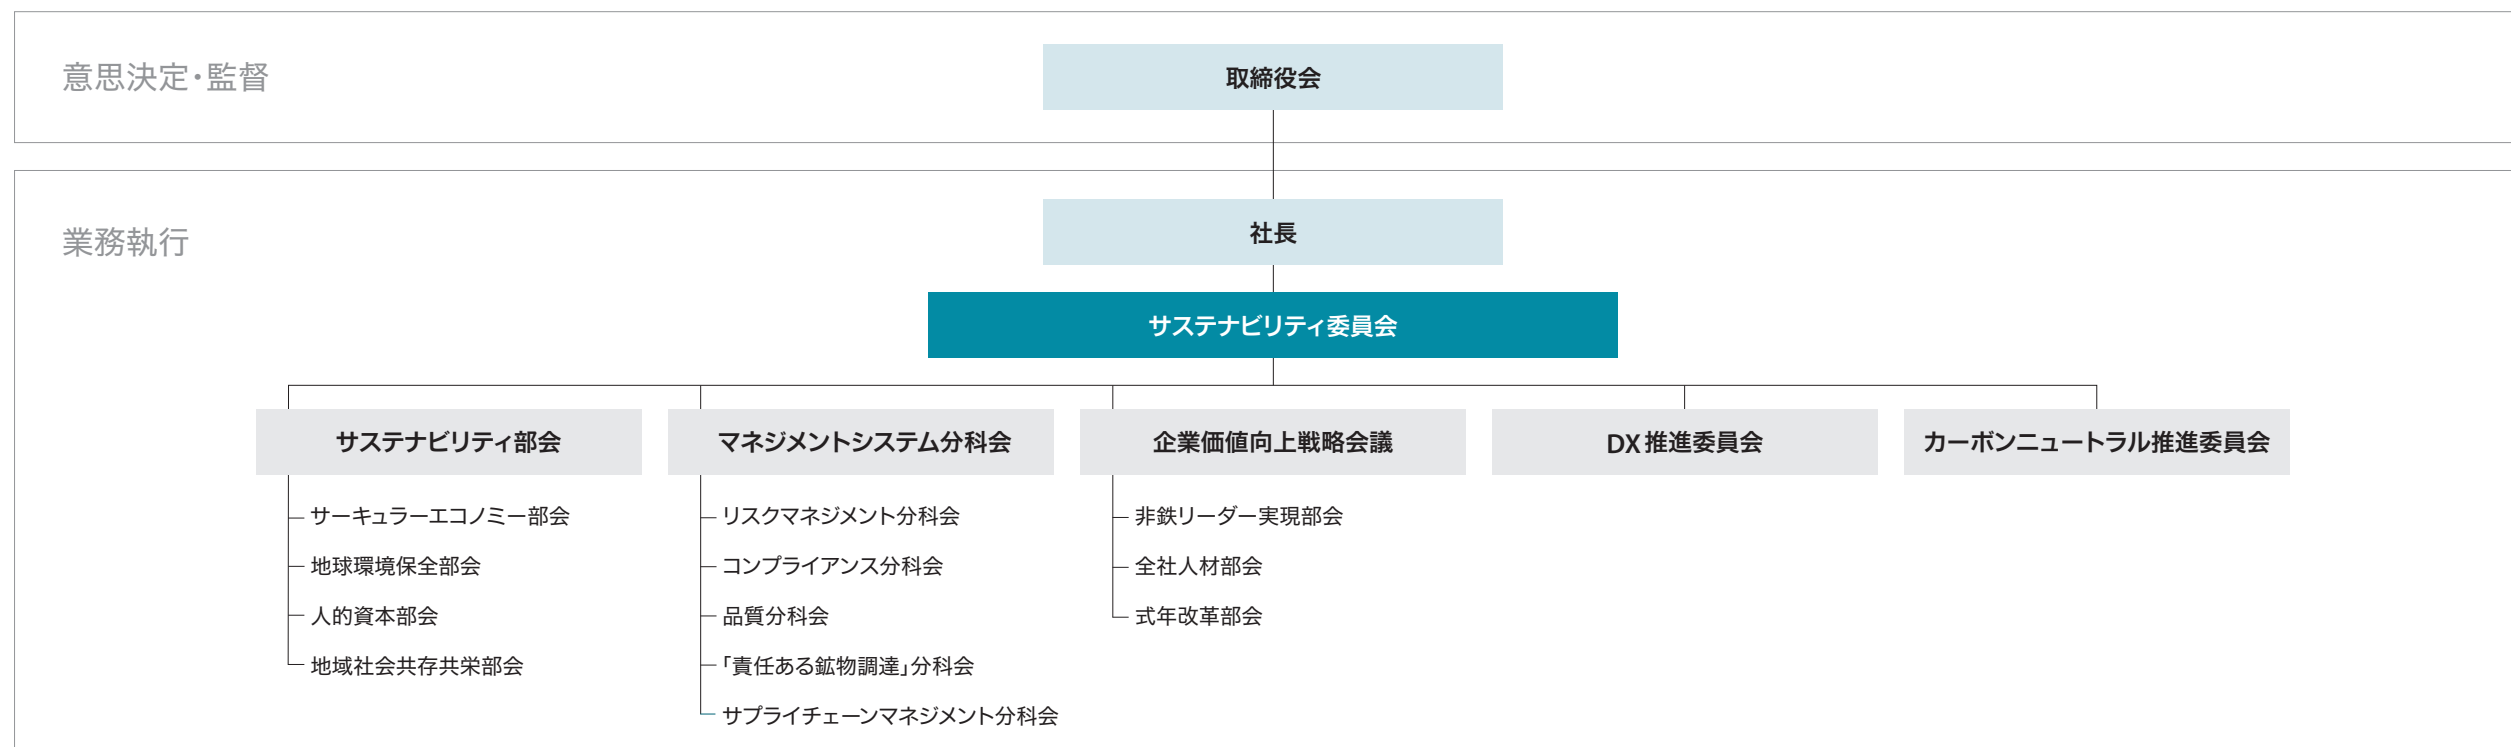 意思決定・監督
取締役会
業務執行
社長
サステナビリティ委員会
サステナビリティ部会
マネジメントシステム分科会
企業価値向上戦略会議
DX推進委員会
カーボンニュートラル推進委員会
サーキュラーエコノミー部会
地球環境保全部会
人的資本部会
地域社会共存共栄部会
リスクマネジメント分科会
コンプライアンス分科会
品質分科会
「責任ある鉱物調達」分科会
サプライチェーンマネジメント分科会
非鉄リーダー実現部会
全社人材部会
式年改革部会